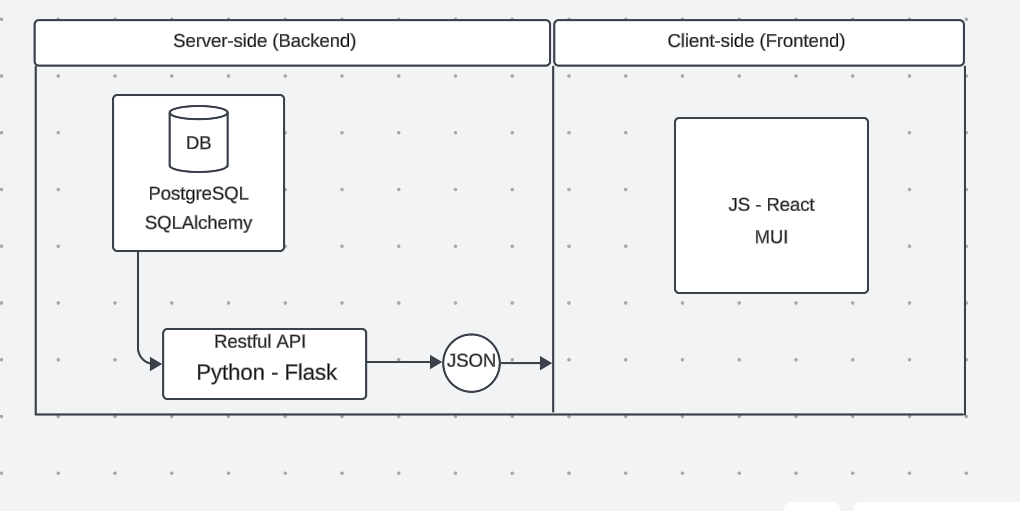 Server-side (Backend)
Client-side (Frontend)
DB
PostgreSQL
SQLAlchemy
JS - React
MUI
Restful API
Python - Flask
JSON